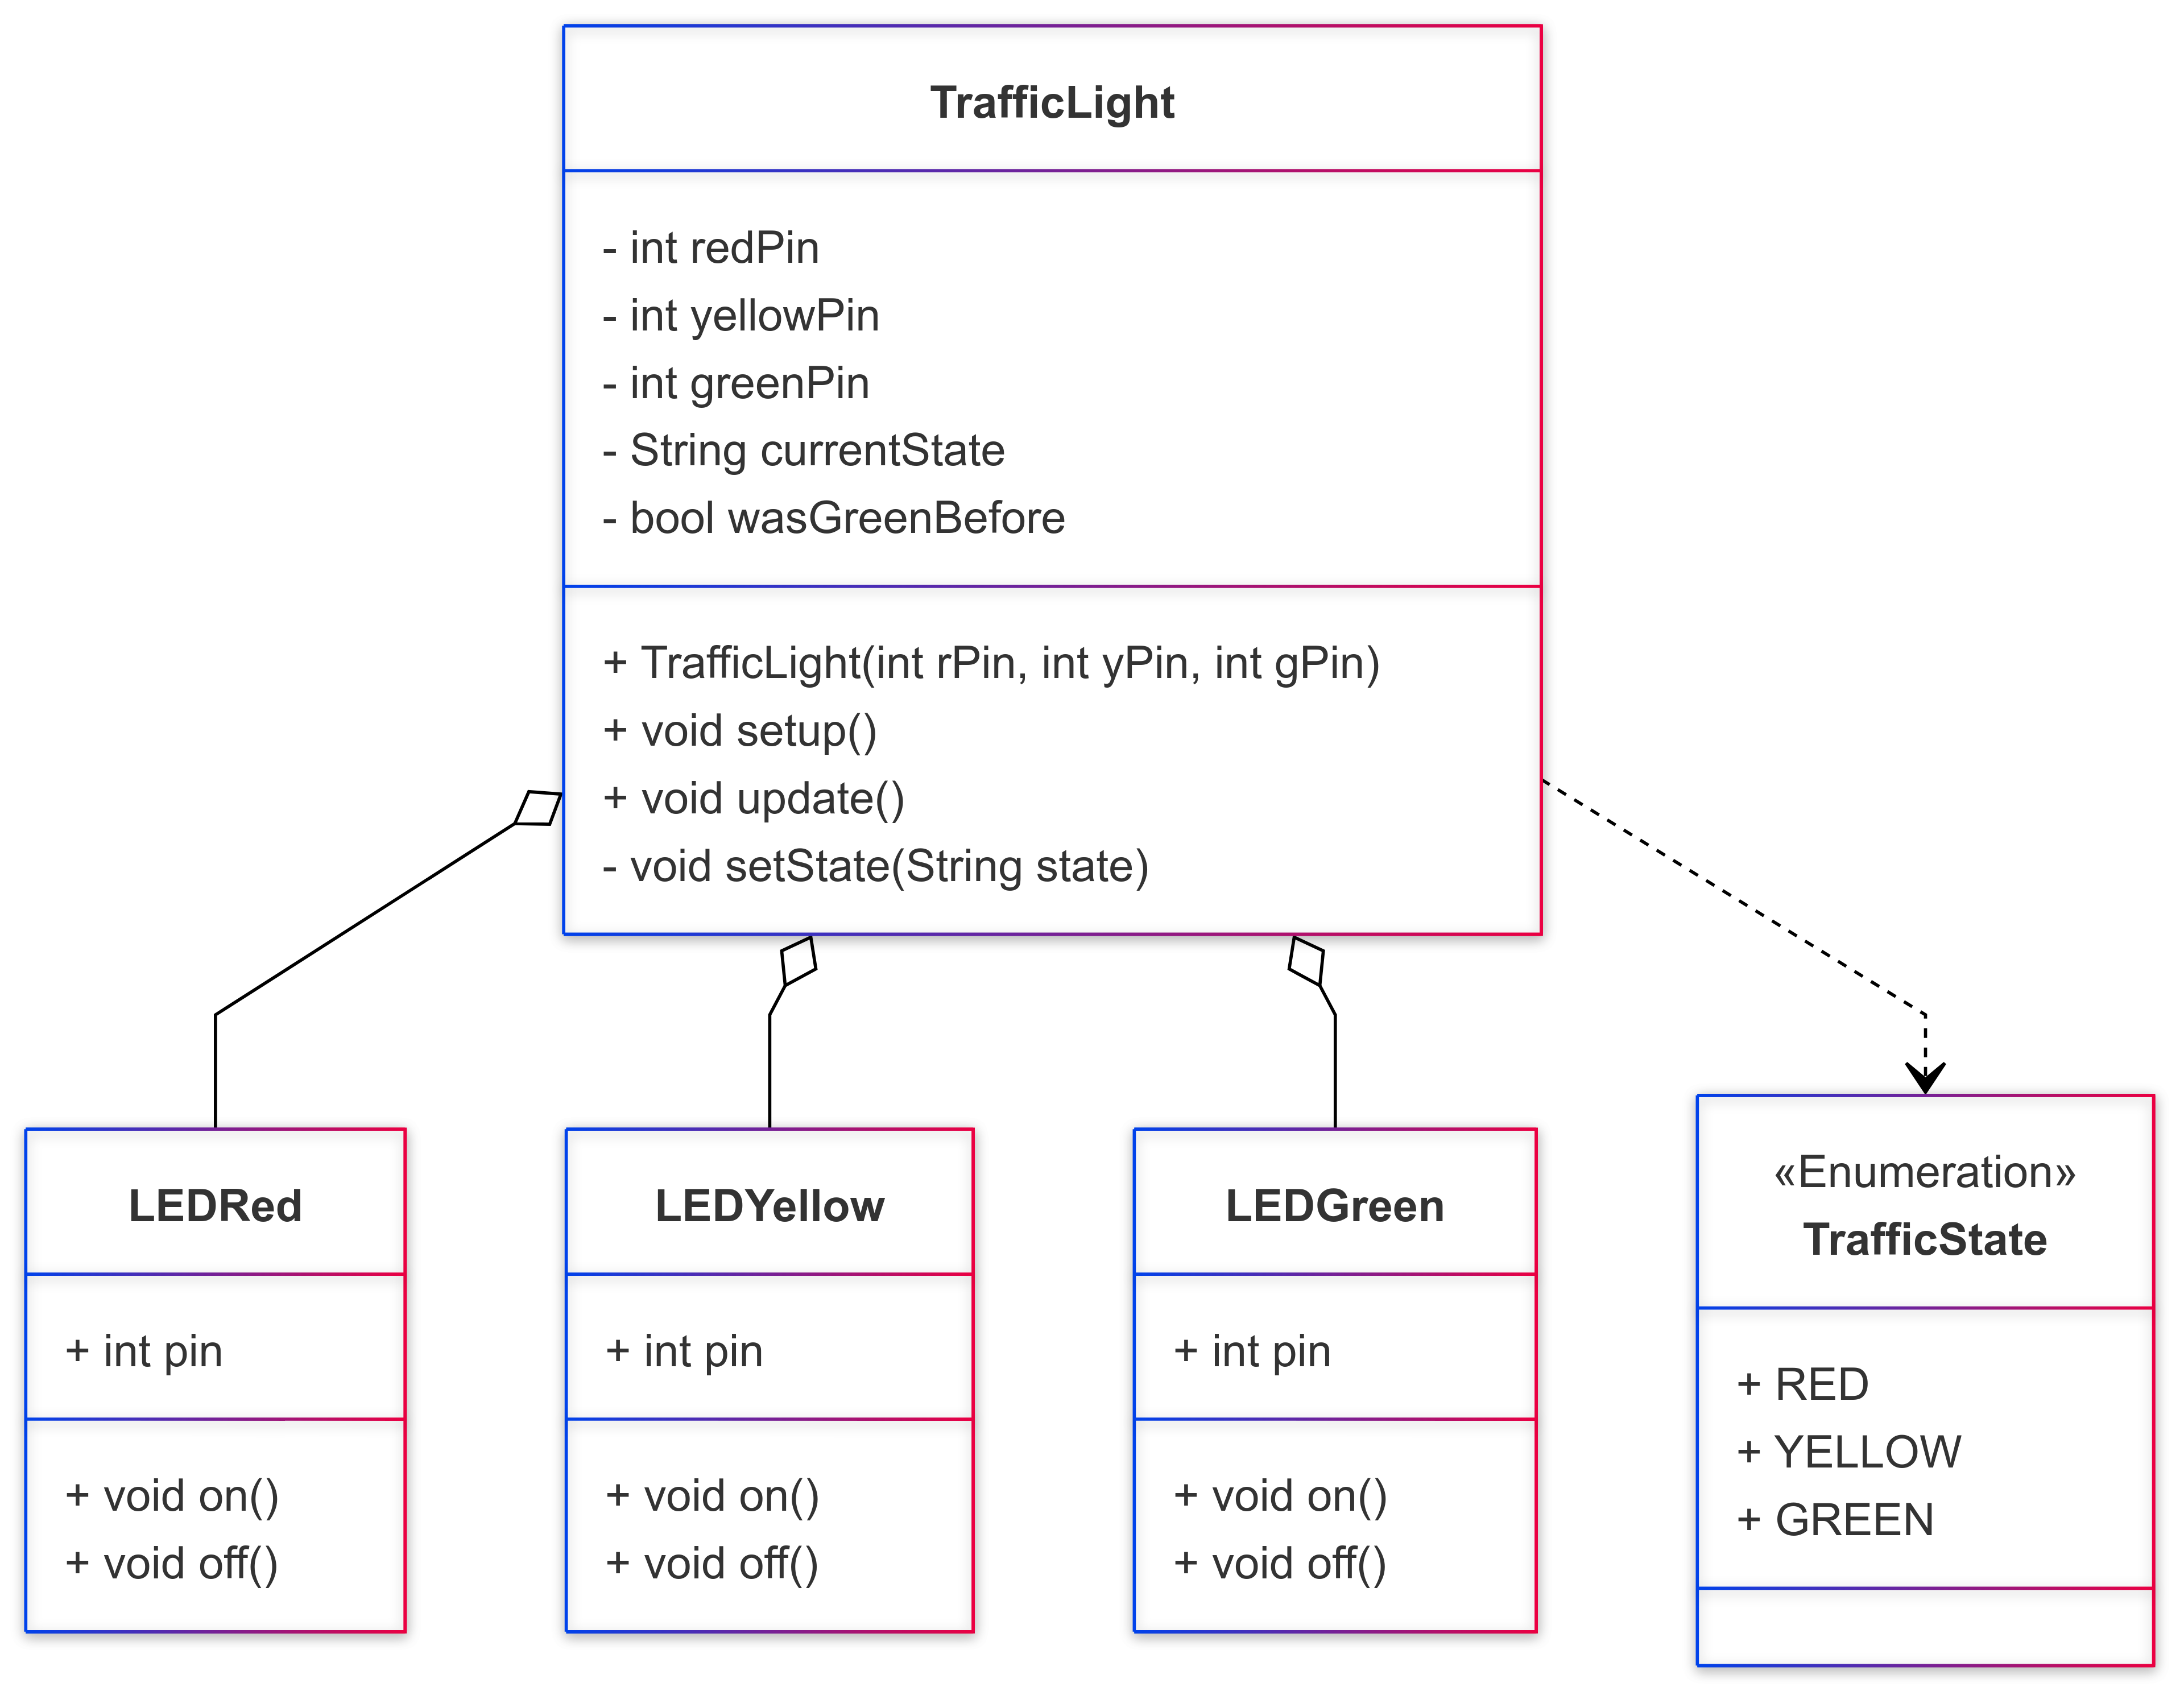 TrafficLight
- int redPin
- int yellowPin
- int greenPin
- String currentState
- bool wasGreenBefore
+ TrafficLight(int rPin, int yPin, int gPin)
+ void setup()
+ void update()
- void setState(String state)
LEDRed
+ int pin
+ void on()
+ void off()
LEDYellow
+ int pin
+ void on()
+ void off()
LEDGreen
+ int pin
+ void on()
+ void off()
«Enumeration»
TrafficState
+ RED
+ YELLOW
+ GREEN